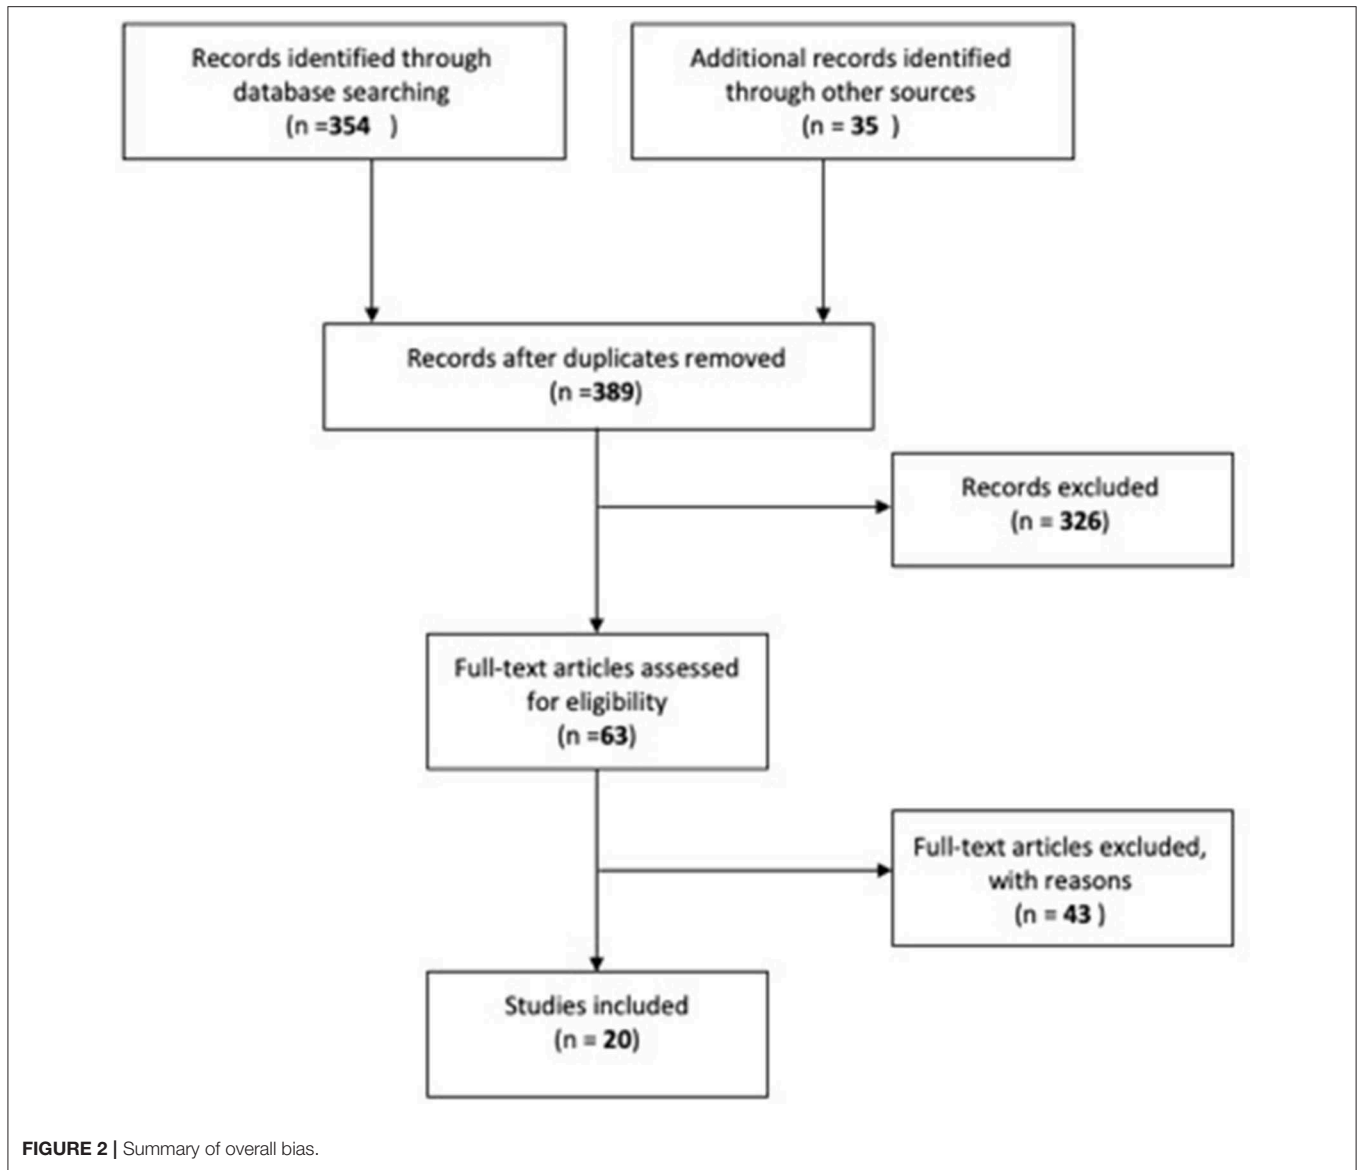 Records identified through
database searching
(n =354 )
Additional records identified
through other sources
(n = 35 )
Records after duplicates removed
(n =389)
Records excluded
(n = 326)
Full-text articles assessed
for eligibility
(n =63)
Full-text articles excluded,
with reasons
(n = 43 )
Studies included
(n = 20)
FIGURE 2 | Summary of overall bias.